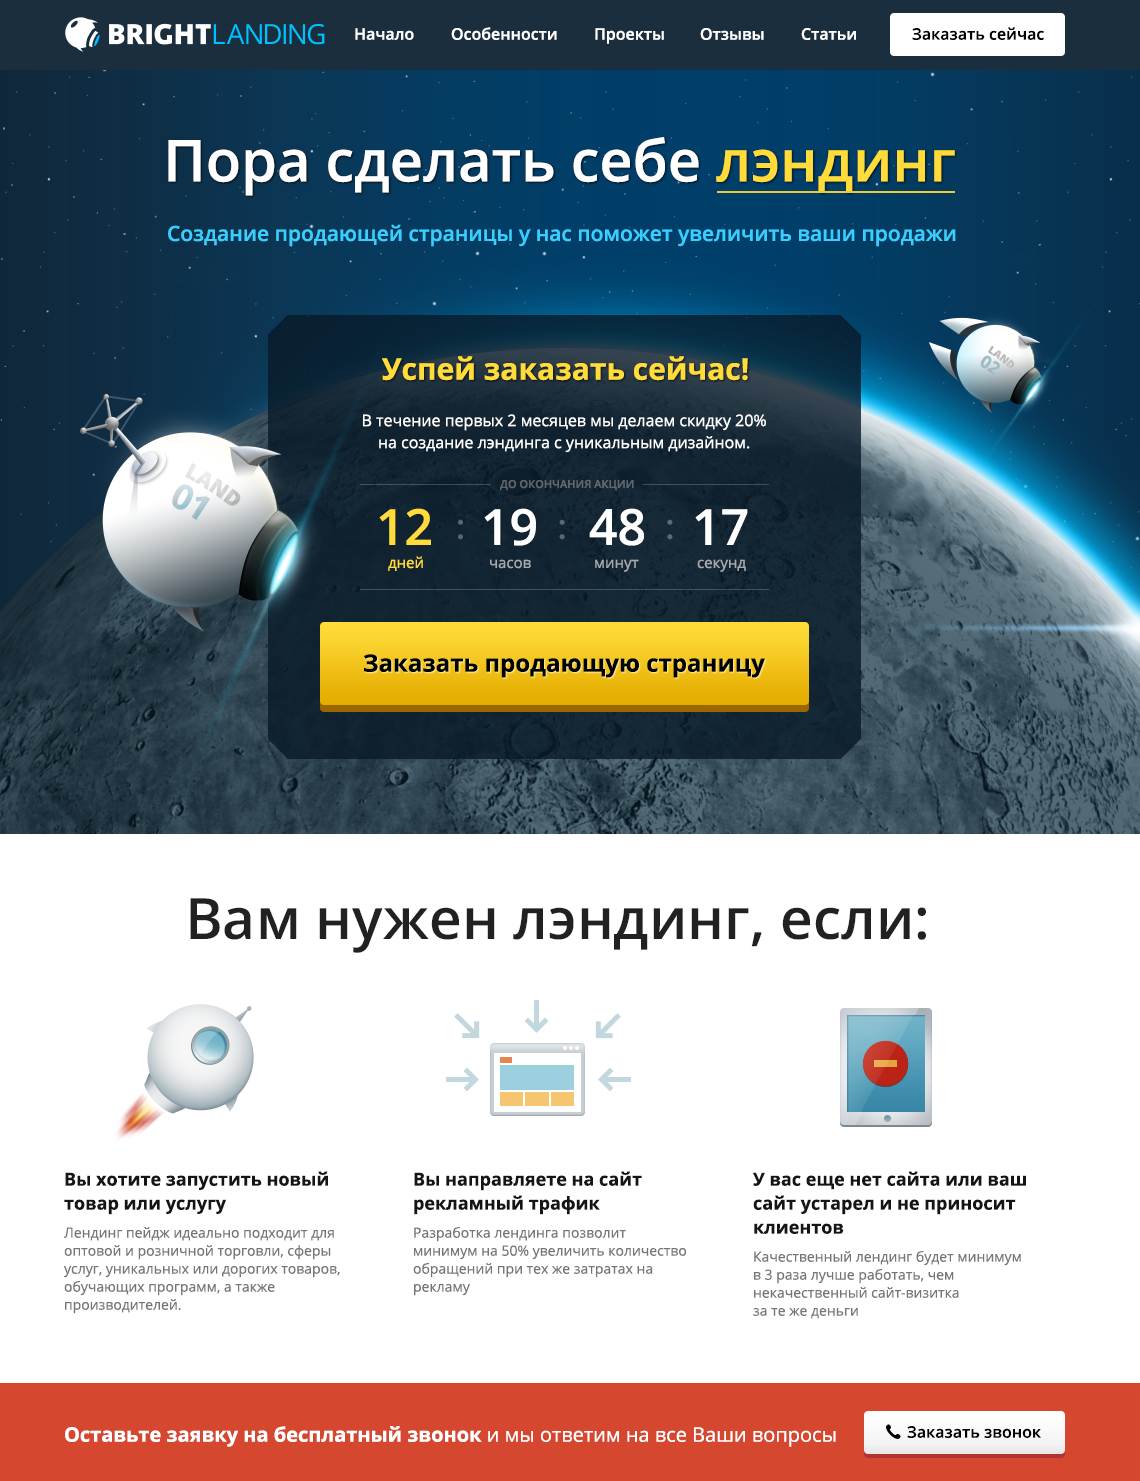 BRIGHTLANDING Начало Особенности Проекты Отзывы Статьи Заказать сейчас
Пора сделать себе лэндинг
Создание продающей страницы у нас поможет увеличить ваши продажи
Успей заказать сейчас!
В течение первых 2 месяцев мы делаем скидку 20%
на создание лэндинга с уникальным дизайном.
ДО ОКОНЧАНИЯ АКЦИИ
12 : 19 : 48 : 17
дней часов минут секунд
Заказать продающую страницу
LAND
01
LAND
02
Вам нужен лэндинг, если:
Вы хотите запустить новый
товар или услугу
Лендинг пейдж идеально подходит для
оптовой и розничной торговли, сферы
услуг, уникальных или дорогих товаров,
обучающих программ, а также
производителей.
Вы направляете на сайт
рекламный трафик
Разработка лендинга позволит
минимум на 50% увеличить количество
обращений при тех же затратах на
рекламу
У вас еще нет сайта или ваш
сайт устарел и не приносит
клиентов
Качественный лендинг будет минимум
в 3 раза лучше работать, чем
некачественный сайт-визитка
за те же деньги
Оставьте заявку на бесплатный звонок и мы ответим на все Ваши вопросы
Заказать звонок